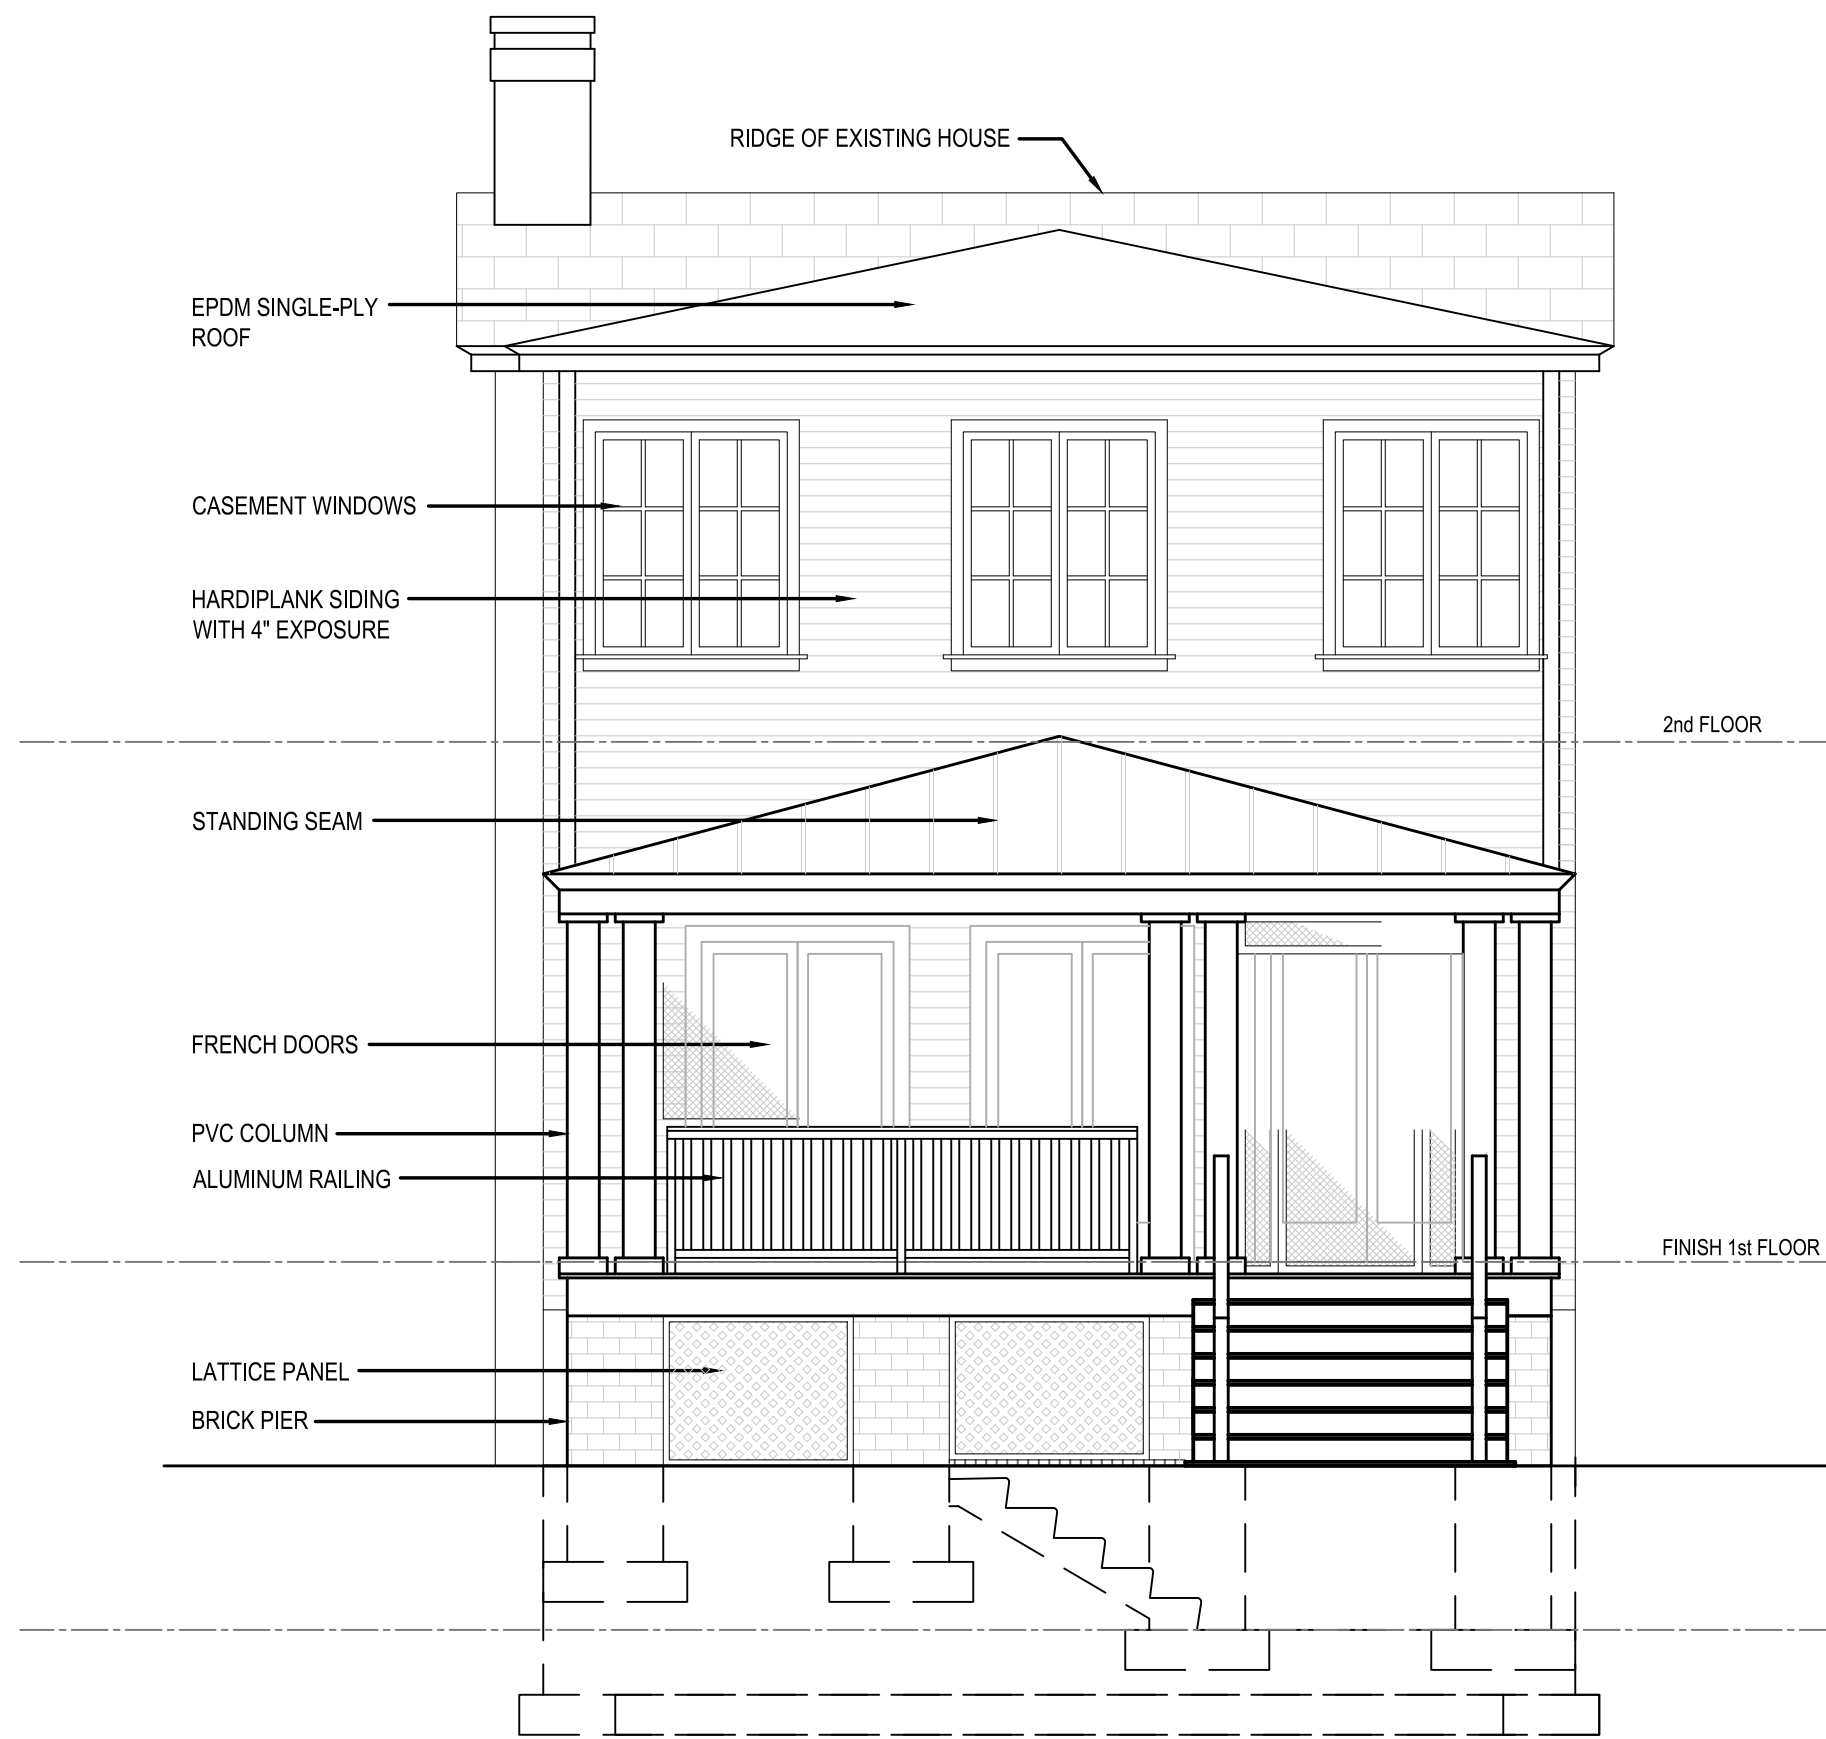 RIDGE OF EXISTING HOUSE
EPDM SINGLE-PLY
ROOF
CASEMENT WINDOWS
HARDIPLANK SIDING
WITH 4" EXPOSURE
2nd FLOOR
STANDING SEAM
FRENCH DOORS
PVC COLUMN
ALUMINUM RAILING
FINISH 1st FLOOR
LATTICE PANEL
BRICK PIER